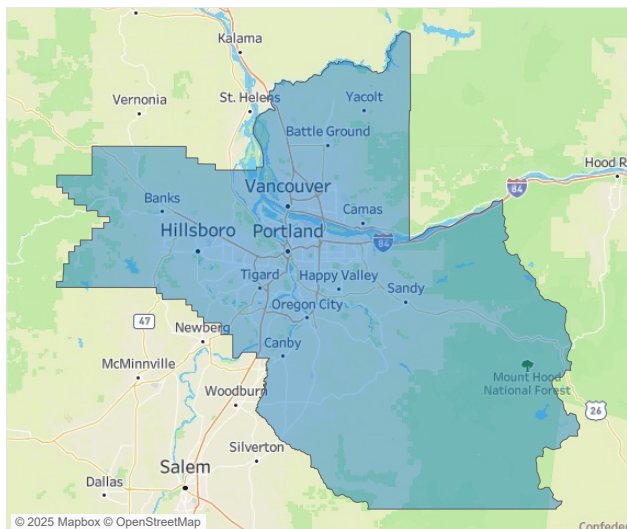 Kalama
Vernonia
St. Helens
Yacolt
Battle Ground
Hood R
84
Vancouver
Banks
Camas
Hillsboro
Portland
84
Tigard
Happy Valley
Sandy
Oregon City
47
Newberg
Canby
McMinnville
Mount Hood
National Forest
Woodburn
26
Silverton
Salem
Dallas
© 2025 Mapbox © OpenStreetMap
Confede